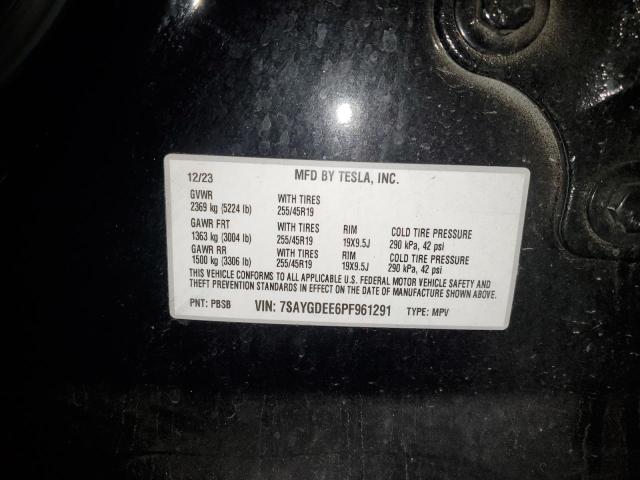 12/23 MFD BY TESLA, INC.
GVWR WITH TIRES
2369 kg (5224 lb) 255/45R19
GAWR FRT WITH TIRES RIM COLD TIRE PRESSURE
1363 kg (3004 lb) 255/45R19 19X9.5J 290 kPa, 42 psi
GAWR RR WITH TIRES RIM COLD TIRE PRESSURE
1500 kg (3306 lb) 255/45R19 19X9.5J 290 kPa, 42 psi
THIS VEHICLE CONFORMS TO ALL APPLICABLE U.S. FEDERAL MOTOR VEHICLE SAFETY AND
THEFT PREVENTION STANDARDS IN EFFECT ON THE DATE OF MANUFACTURE SHOWN ABOVE.
PNT: PBSB VIN: 7SAYGDEE6PF961291 TYPE: MPV